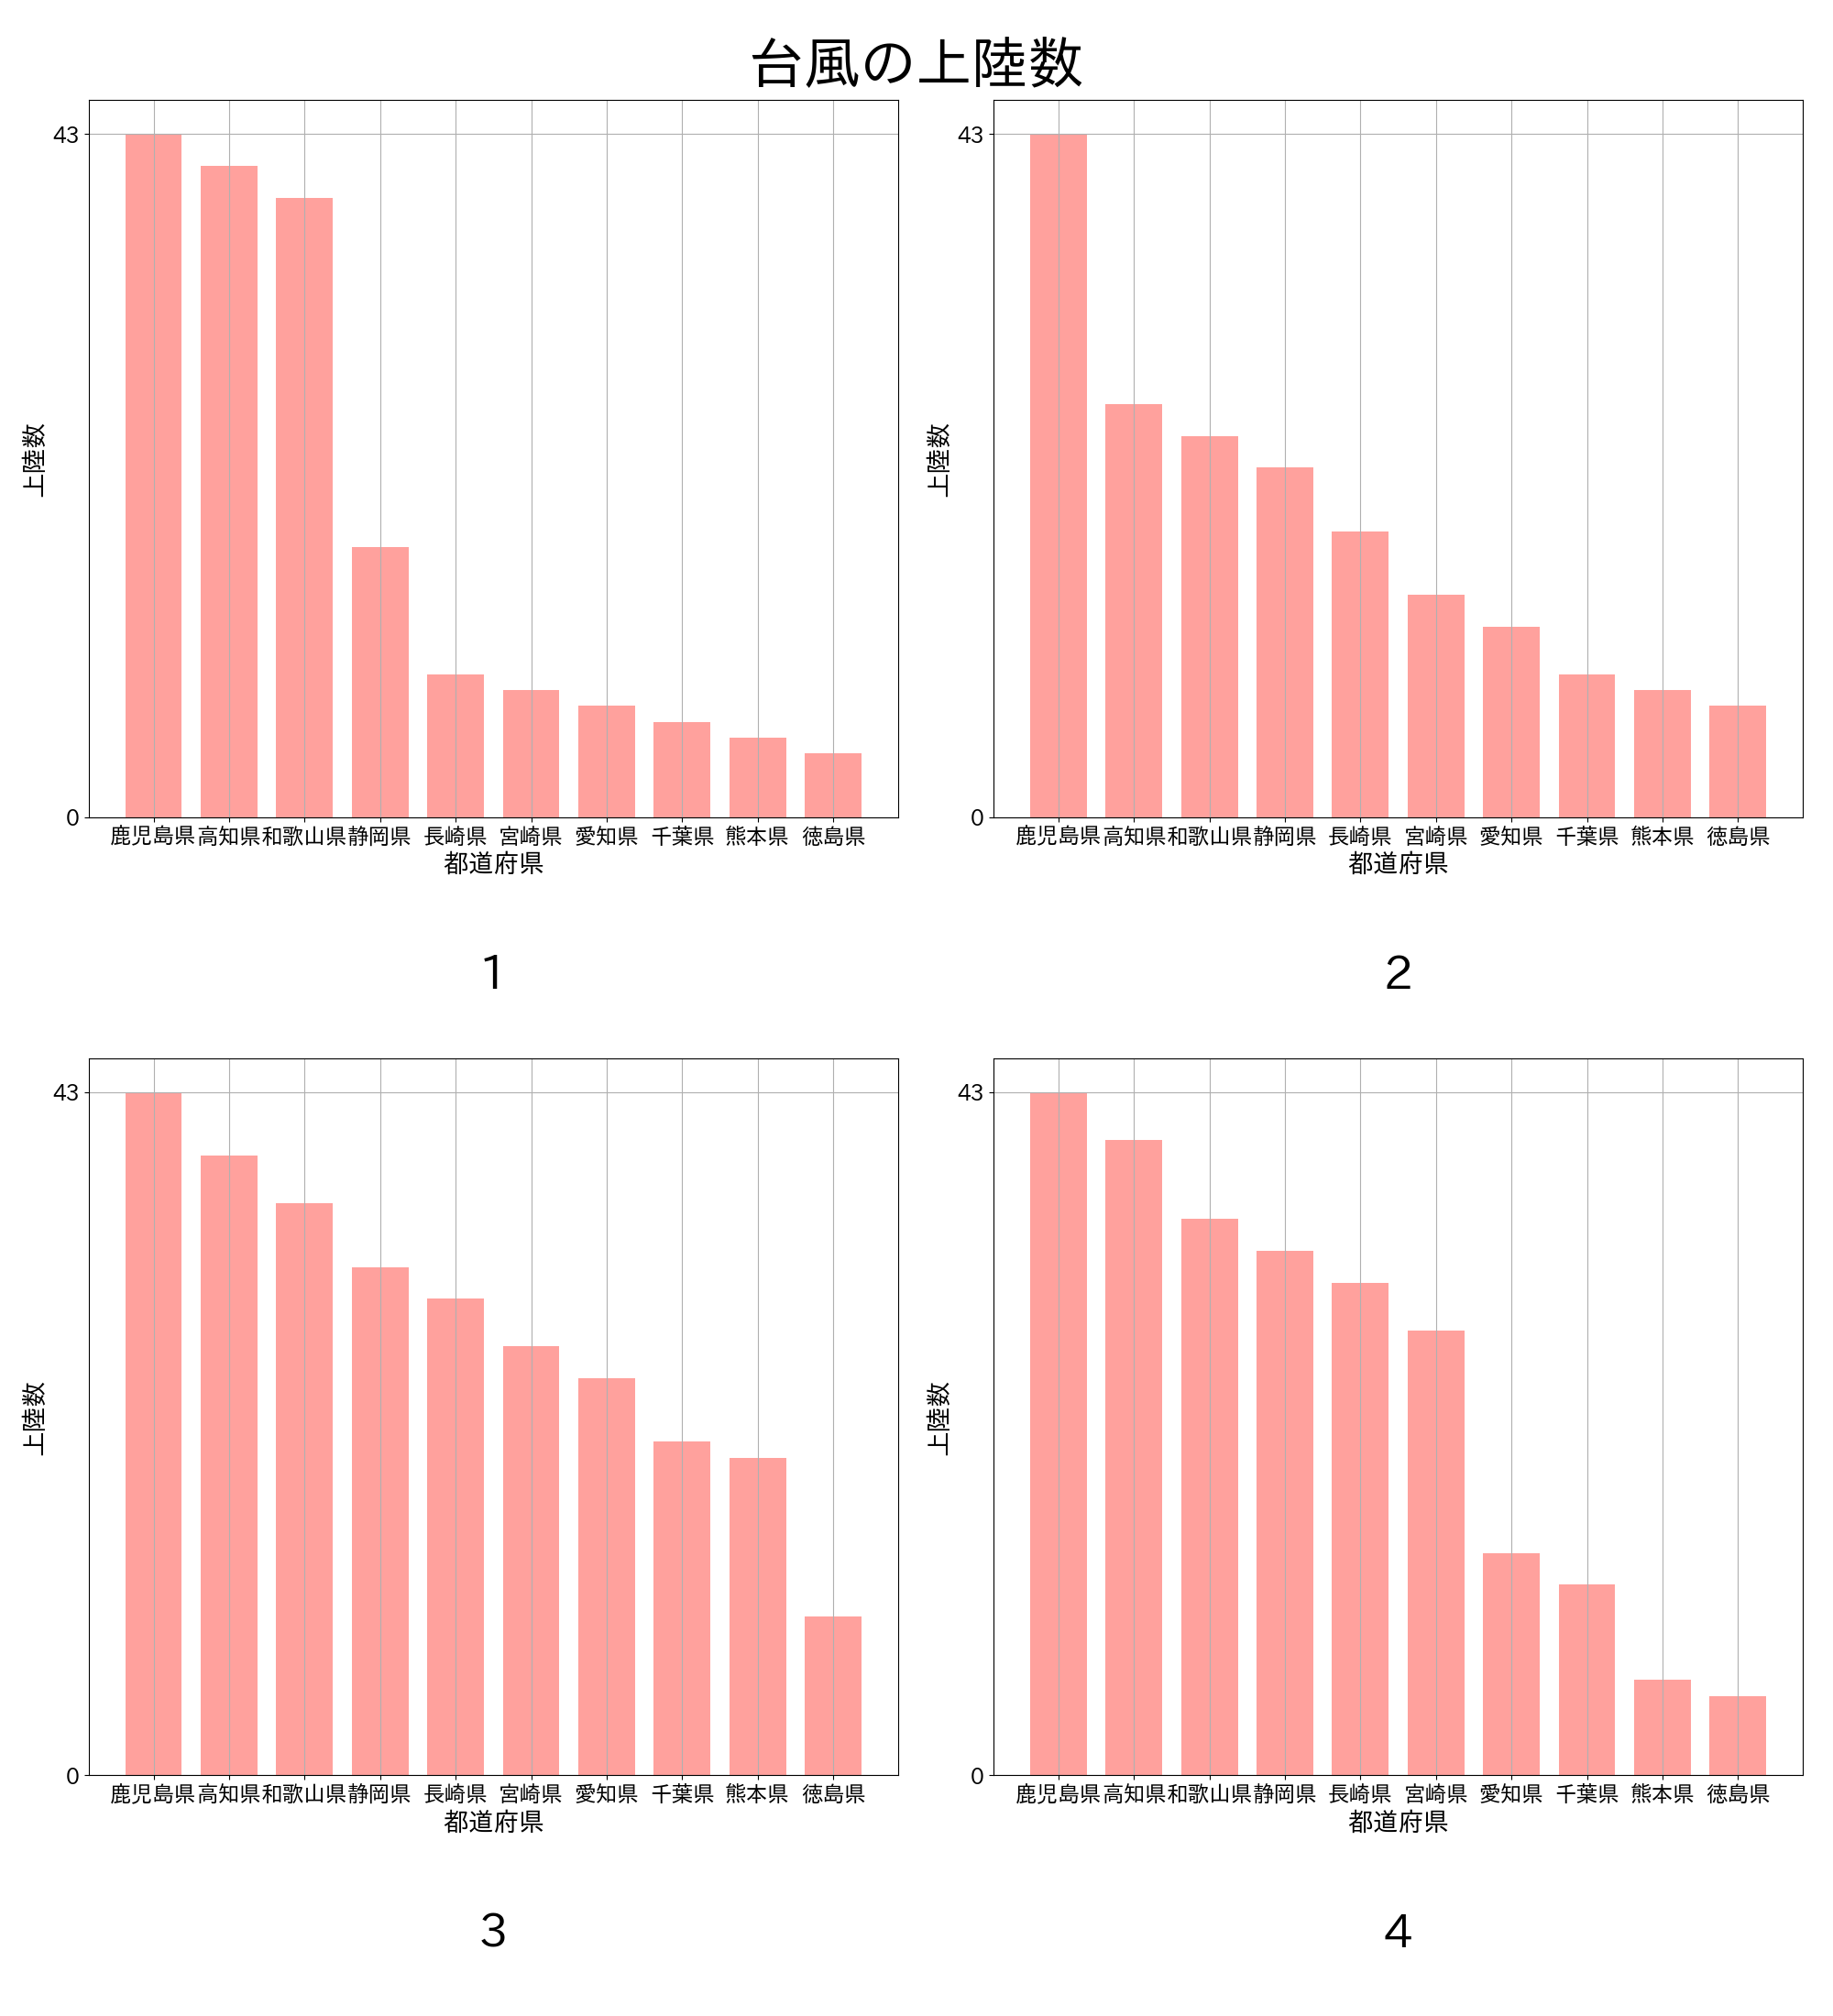 台風の上陸数
43
0
上陸数
鹿児島県 高知県 和歌山県 静岡県 長崎県 宮崎県 愛知県 千葉県 熊本県 徳島県
都道府県
1
43
0
上陸数
鹿児島県 高知県 和歌山県 静岡県 長崎県 宮崎県 愛知県 千葉県 熊本県 徳島県
都道府県
2
43
0
上陸数
鹿児島県 高知県 和歌山県 静岡県 長崎県 宮崎県 愛知県 千葉県 熊本県 徳島県
都道府県
3
43
0
上陸数
鹿児島県 高知県 和歌山県 静岡県 長崎県 宮崎県 愛知県 千葉県 熊本県 徳島県
都道府県
4